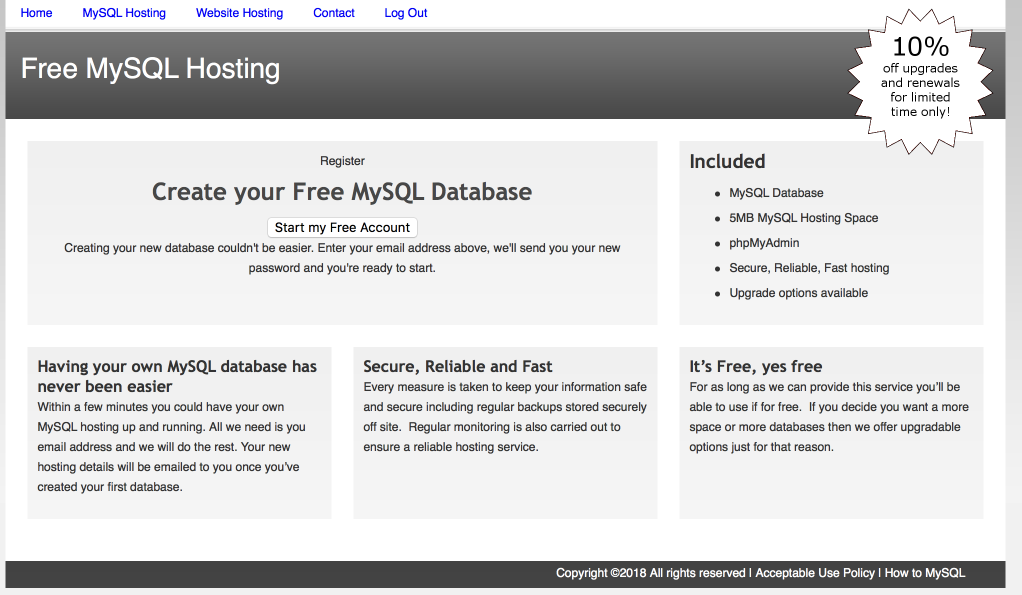 Home MySQL Hosting Website Hosting Contact Log Out
Free MySQL Hosting
10%
off upgrades
and renewals
for limited
time only!
Register
Create your Free MySQL Database
Start my Free Account
Creating your new database couldn't be easier. Enter your email address above, we'll send you your new
password and you're ready to start.
Included
MySQL Database
5MB MySQL Hosting Space
phpMyAdmin
Secure, Reliable, Fast hosting
Upgrade options available
Having your own MySQL database has
never been easier
Within a few minutes you could have your own
MySQL hosting up and running. All we need is you
email address and we will do the rest. Your new
hosting details will be emailed to you once you've
created your first database.
Secure, Reliable and Fast
Every measure is taken to keep your information safe
and secure including regular backups stored securely
off site.  Regular monitoring is also carried out to
ensure a reliable hosting service.
It's Free, yes free
For as long as we can provide this service you'll be
able to use if for free.  If you decide you want a more
space or more databases then we offer upgradable
options just for that reason.
Copyright ©2018 All rights reserved | Acceptable Use Policy | How to MySQL